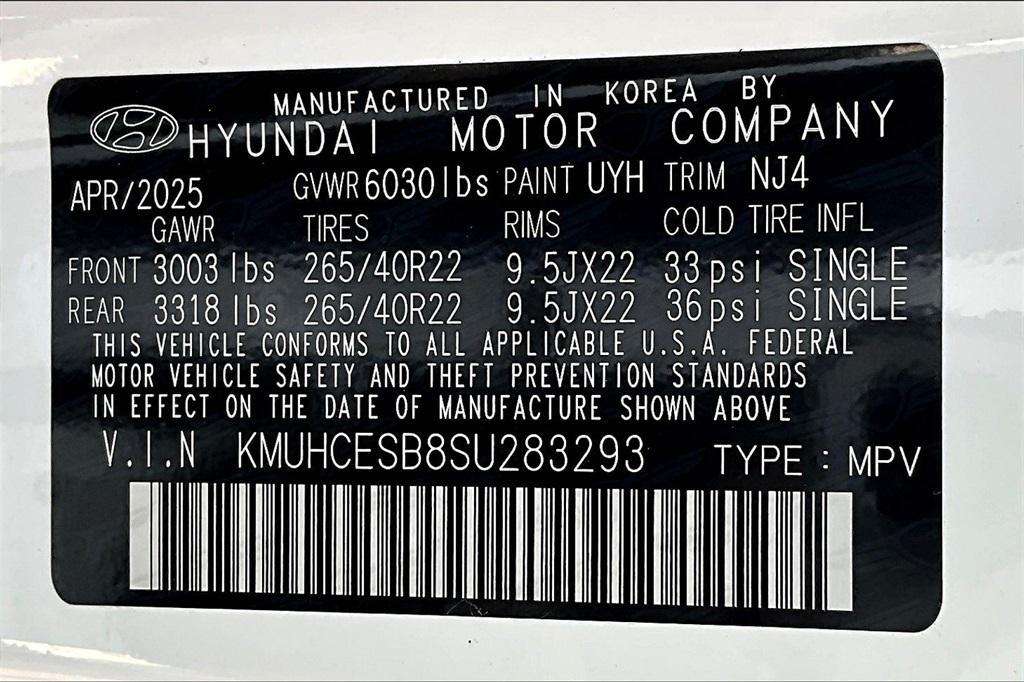 MANUFACTURED IN KOREA BY
HYUNDAI MOTOR COMPANY
APR/2025 GVWR 6030lbs PAINT UYH TRIM NJ4
GAWR TIRES RIMS COLD TIRE INFL
FRONT 3003 lbs 265/40R22 9.5JX22 33psi SINGLE
REAR 3318 lbs 265/40R22 9.5JX22 36psi SINGLE
THIS VEHICLE CONFORMS TO ALL APPLICABLE U.S.A. FEDERAL
MOTOR VEHICLE SAFETY AND THEFT PREVENTION STANDARDS
IN EFFECT ON THE DATE OF MANUFACTURE SHOWN ABOVE
V.I.N KMUHCESB8SU283293 TYPE : MPV